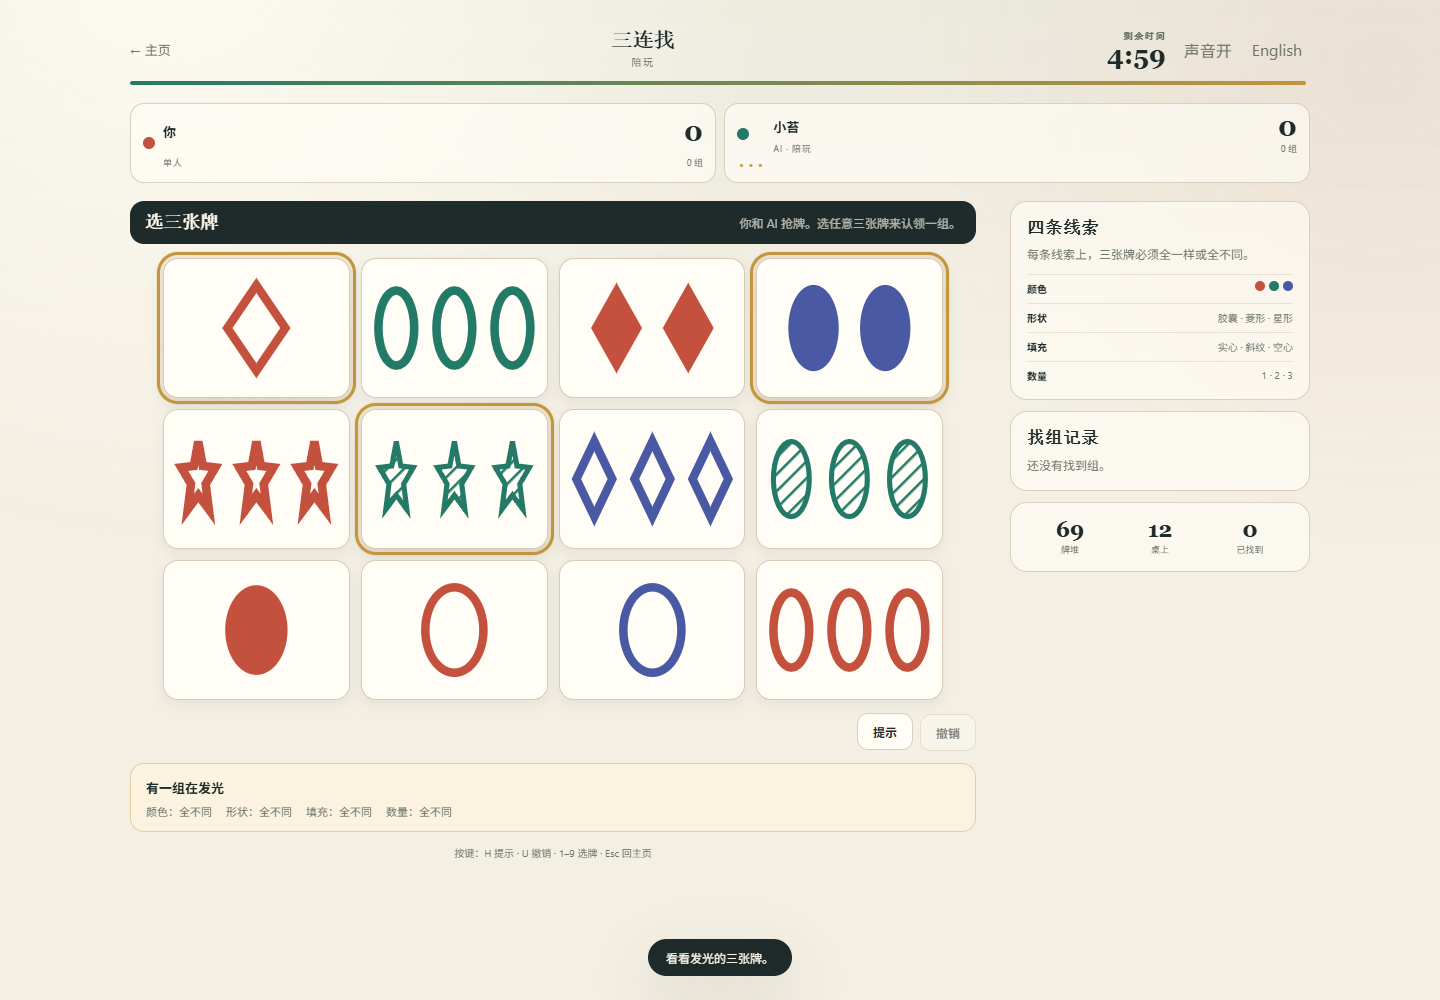 ← 主页
三连找
陪玩
剩余时间
4:59
声音开
English
你
0
单人
0 组
小苔
0
AI · 陪玩
0 组
选三张牌
你和 AI 抢牌。选任意三张牌来认领一组。
四条线索
每条线索上，三张牌必须全一样或全不同。
颜色
形状
胶囊 · 菱形 · 星形
填充
实心 · 斜纹 · 空心
数量
1 · 2 · 3
找组记录
还没有找到组。
69
牌堆
12
桌上
0
已找到
提示
撤销
有一组在发光
颜色：全不同 形状：全不同 填充：全不同 数量：全不同
按键：H 提示 · U 撤销 · 1–9 选牌 · Esc 回主页
看看发光的三张牌。